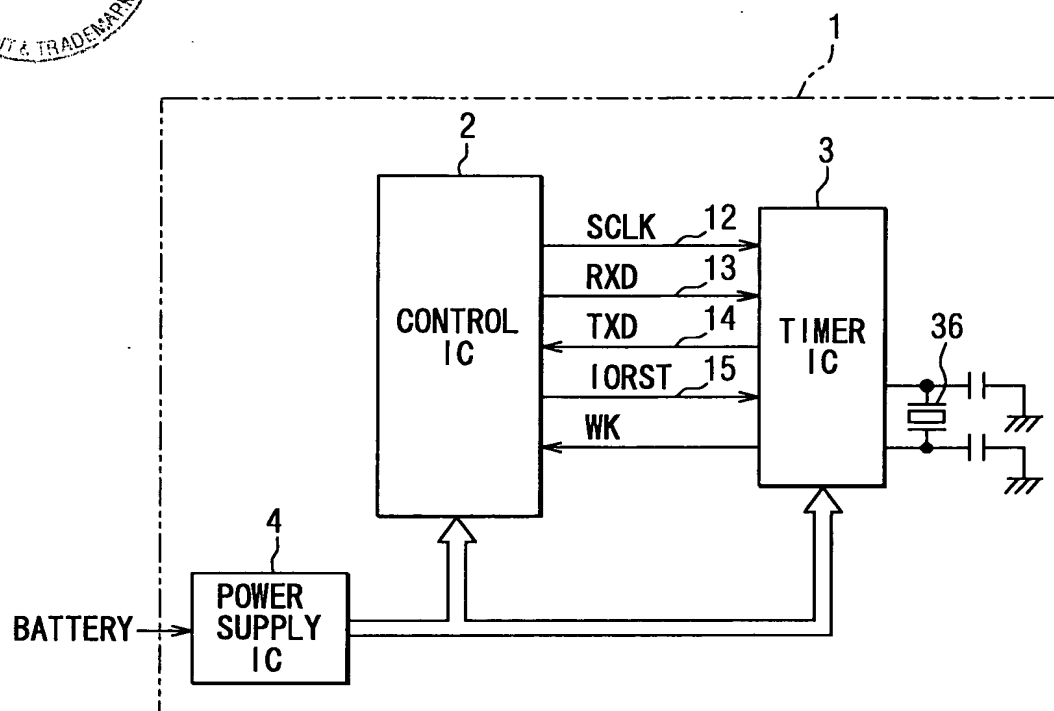 & TRADEMARK
1
2
3
SCLK 12
RXD 13
CONTROL
IC
TXD 14
TIMER
IC
36
IORST 15
WK
4
POWER
SUPPLY
IC
BATTERY